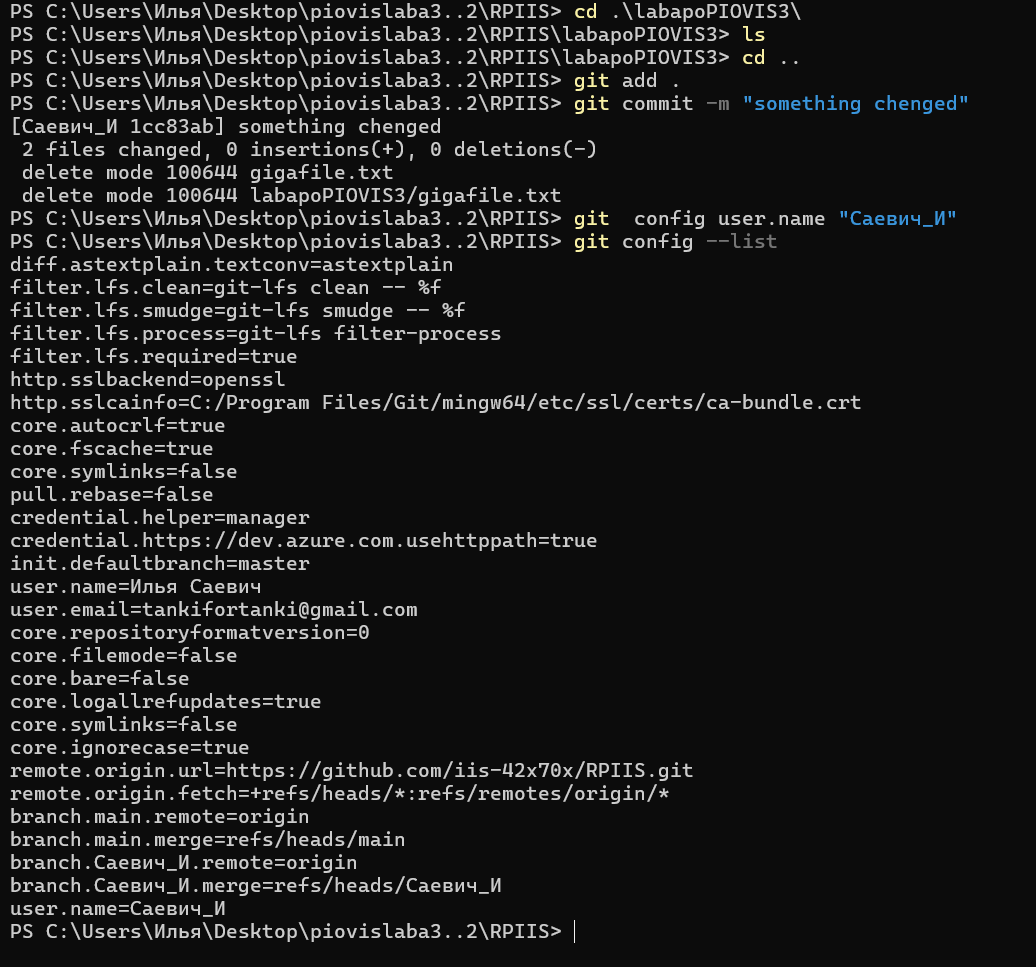 PS C:\Users\Илья\Desktop\piovislaba3..2\RPIIS> cd .\labapoPIOVIS3\
PS C:\Users\Илья\Desktop\piovislaba3..2\RPIIS\labapoPIOVIS3> ls
PS C:\Users\Илья\Desktop\piovislaba3..2\RPIIS\labapoPIOVIS3> cd ..
PS C:\Users\Илья\Desktop\piovislaba3..2\RPIIS> git add .
PS C:\Users\Илья\Desktop\piovislaba3..2\RPIIS> git commit -m "something chenged"
[Саевич_И 1cc83ab] something chenged
 2 files changed, 0 insertions(+), 0 deletions(-)
 delete mode 100644 gigafile.txt
 delete mode 100644 labapoPIOVIS3/gigafile.txt
PS C:\Users\Илья\Desktop\piovislaba3..2\RPIIS> git  config user.name "Саевич_И"
PS C:\Users\Илья\Desktop\piovislaba3..2\RPIIS> git config --list
diff.astextplain.textconv=astextplain
filter.lfs.clean=git-lfs clean -- %f
filter.lfs.smudge=git-lfs smudge -- %f
filter.lfs.process=git-lfs filter-process
filter.lfs.required=true
http.sslbackend=openssl
http.sslcainfo=C:/Program Files/Git/mingw64/etc/ssl/certs/ca-bundle.crt
core.autocrlf=true
core.fscache=true
core.symlinks=false
pull.rebase=false
credential.helper=manager
credential.https://dev.azure.com.usehttppath=true
init.defaultbranch=master
user.name=Илья Саевич
user.email=tankifortanki@gmail.com
core.repositoryformatversion=0
core.filemode=false
core.bare=false
core.logallrefupdates=true
core.symlinks=false
core.ignorecase=true
remote.origin.url=https://github.com/iis-42x70x/RPIIS.git
remote.origin.fetch=+refs/heads/*:refs/remotes/origin/*
branch.main.remote=origin
branch.main.merge=refs/heads/main
branch.Саевич_И.remote=origin
branch.Саевич_И.merge=refs/heads/Саевич_И
user.name=Саевич_И
PS C:\Users\Илья\Desktop\piovislaba3..2\RPIIS>